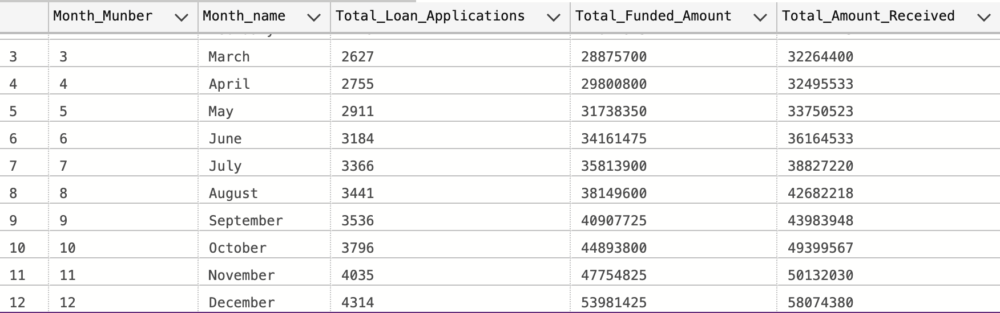 Month_Munber Month_name Total_Loan_Applications Total_Funded_Amount Total_Amount_Received
3 3 March 2627 28875700 32264400
4 4 April 2755 29800800 32495533
5 5 May 2911 31738350 33750523
6 6 June 3184 34161475 36164533
7 7 July 3366 35813900 38827220
8 8 August 3441 38149600 42682218
9 9 September 3536 40907725 43983948
10 10 October 3796 44893800 49399567
11 11 November 4035 47754825 50132030
12 12 December 4314 53981425 58074380